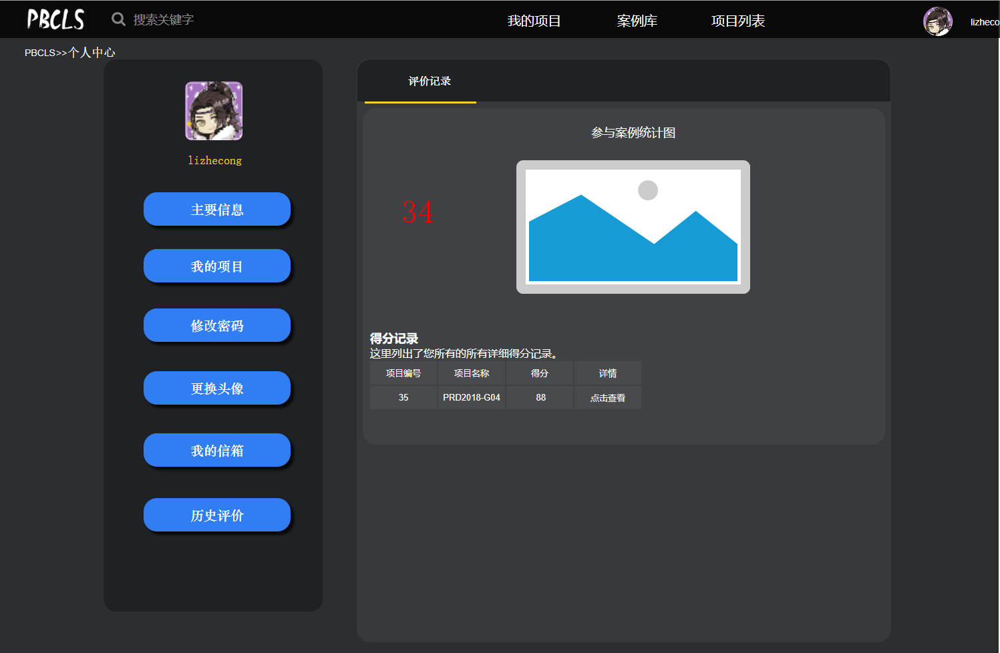 PBCLS
搜索关键字
我的项目
案例库
项目列表
lizheco
PBCLS>>个人中心
lizhecong
主要信息
我的项目
修改密码
更换头像
我的信箱
历史评价
评价记录
参与案例统计图
34
得分记录
这里列出了您所有的所有详细得分记录。
项目编号 项目名称 得分 详情
35 PRD2018-G04 88 点击查看